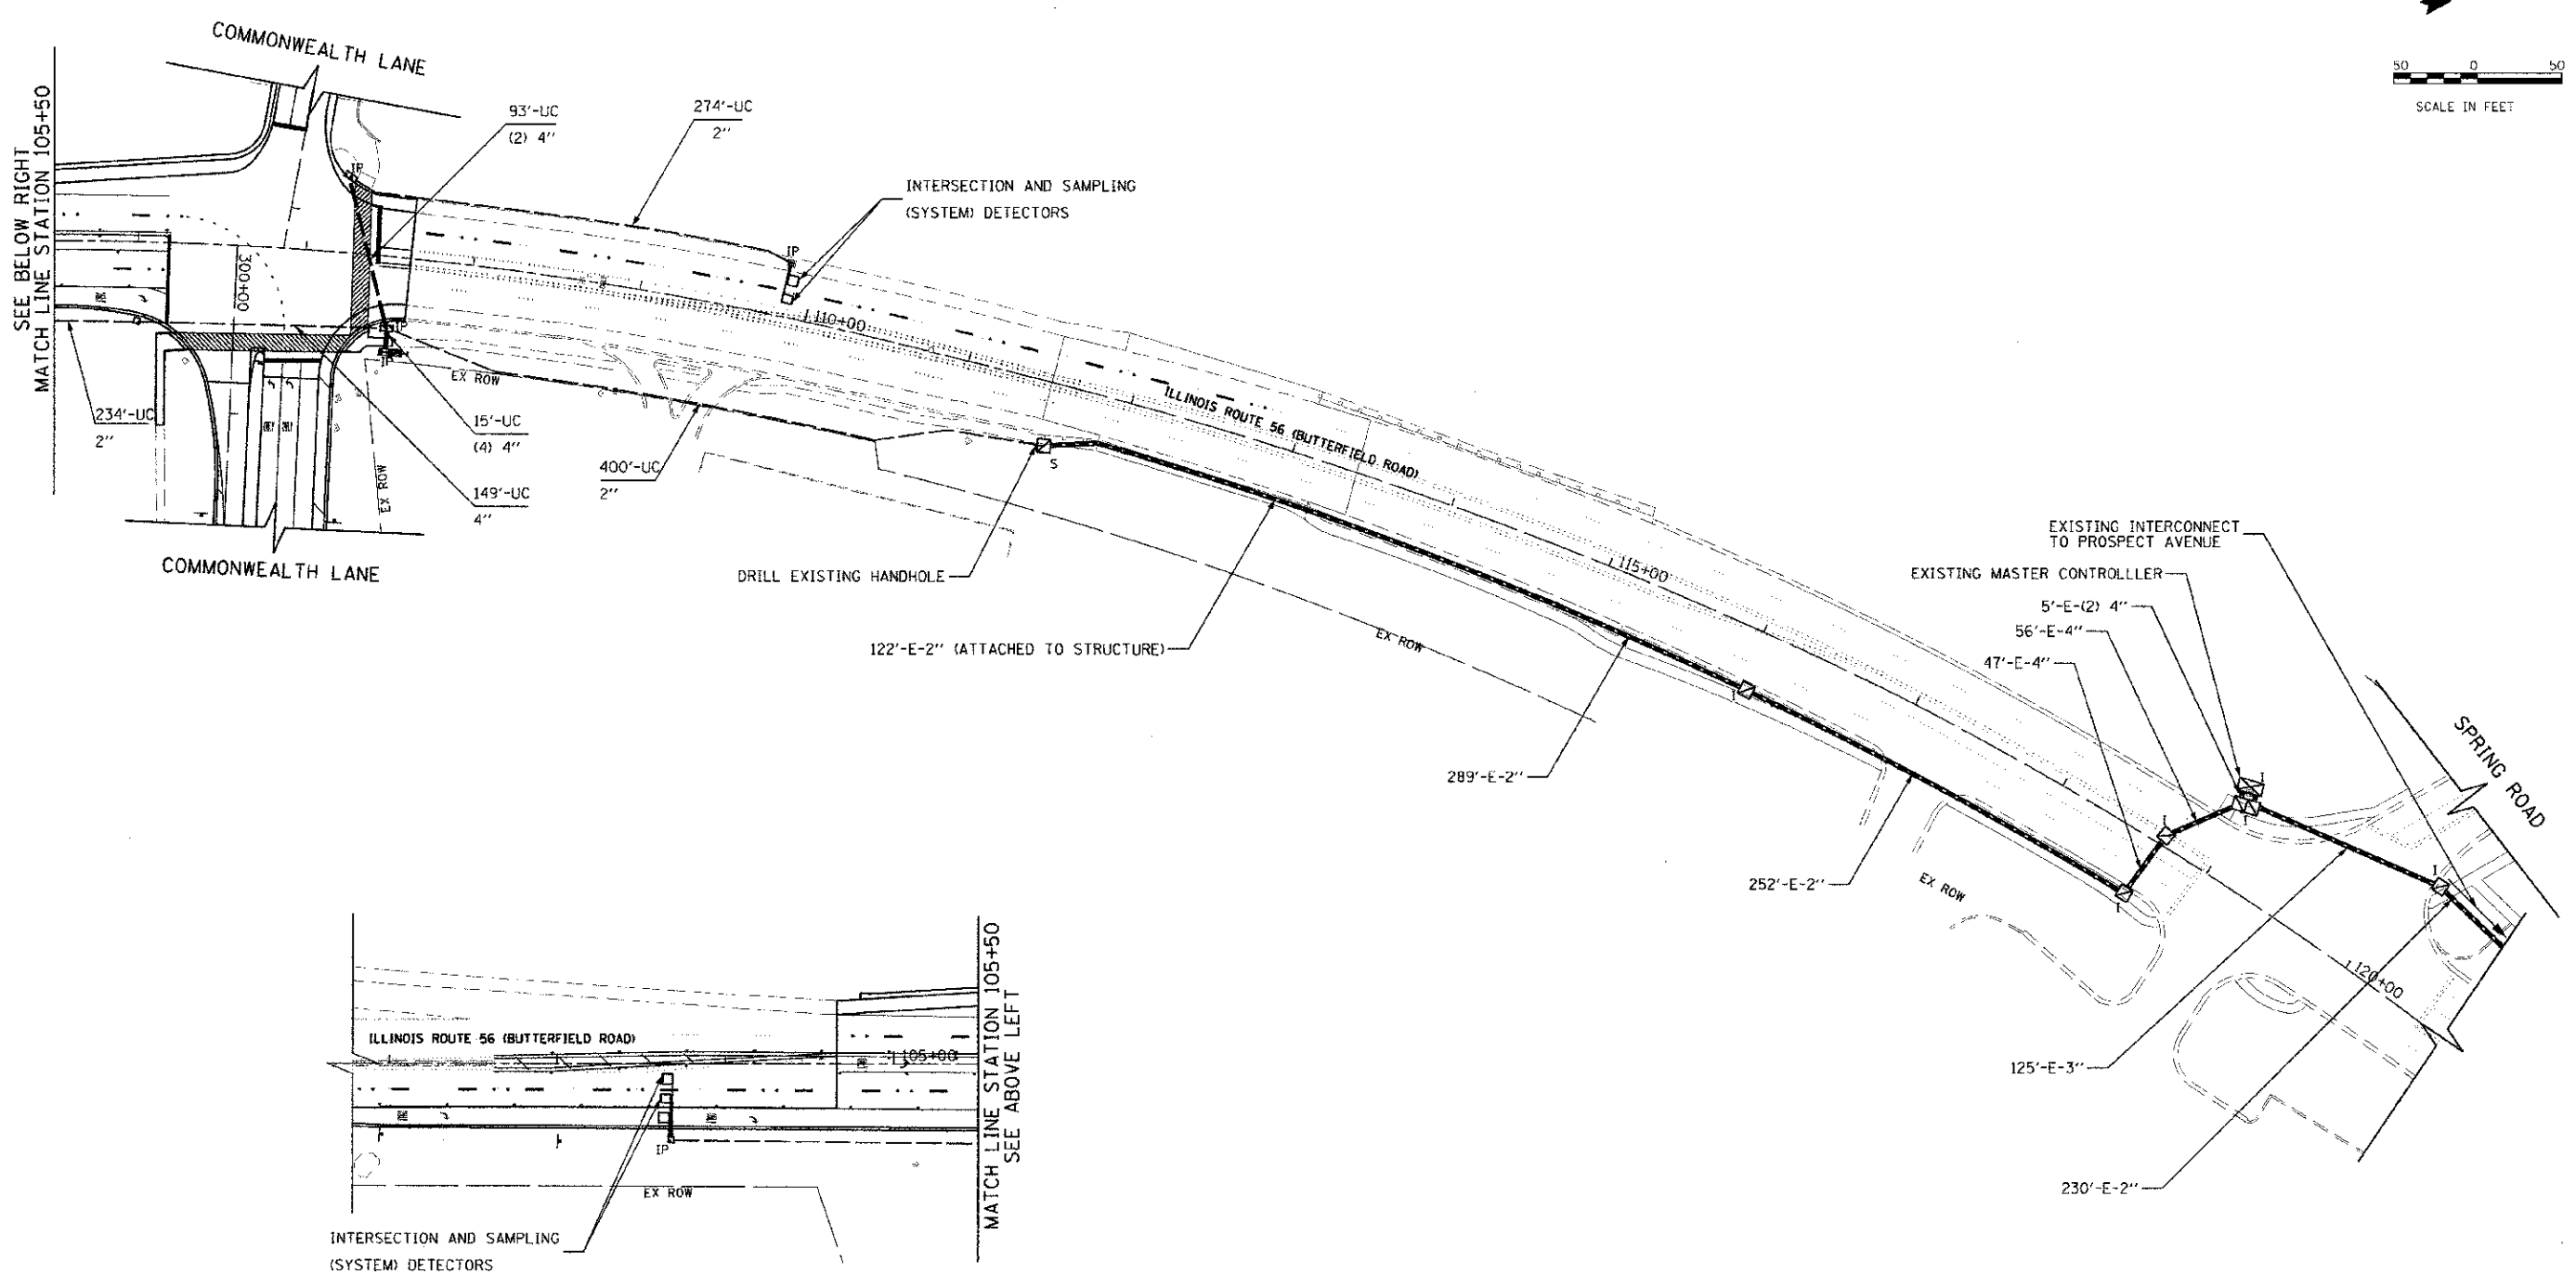 COMMONWEALTH LANE
50 0 50
SCALE IN FEET
SEE BELOW RIGHT
MATCH LINE STATION 105+50
93'-UC
(2) 4''
274'-UC
2''
INTERSECTION AND SAMPLING
(SYSTEM) DETECTORS
IP
IP
300+00
110+00
IP
IP
EX ROW
234'-UC
2''
15'-UC
(4) 4''
400'-UC
2''
149'-UC
4''
EX ROW
COMMONWEALTH LANE
S
ILLINOIS ROUTE 56 (BUTTERFIELD ROAD)
DRILL EXISTING HANDHOLE
122'-E-2'' (ATTACHED TO STRUCTURE)
EX ROW
115+00
EXISTING INTERCONNECT
TO PROSPECT AVENUE
EXISTING MASTER CONTROLLLER
5'-E-(2) 4''
56'-E-4''
47'-E-4''
I
289'-E-2''
SPRING ROAD
I
I
I
I
I
252'-E-2''
EX ROW
120+00
125'-E-3''
230'-E-2''
ILLINOIS ROUTE 56 (BUTTERFIELD ROAD)
105+00
MATCH LINE STATION 105+50
SEE ABOVE LEFT
IP
EX ROW
INTERSECTION AND SAMPLING
(SYSTEM) DETECTORS